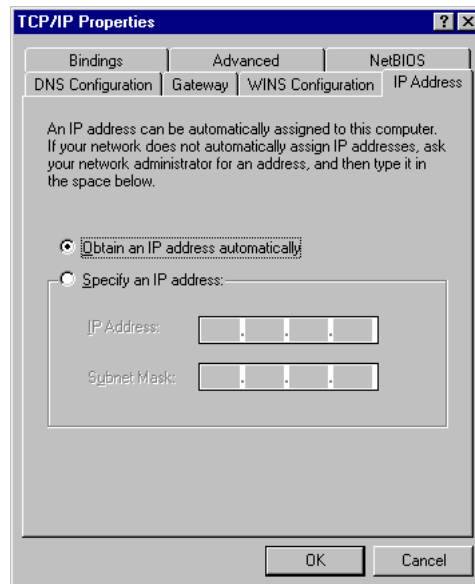 TCP/IP Properties
Bindings Advanced NetBIOS
DNS Configuration Gateway WINS Configuration IP Address
An IP address can be automatically assigned to this computer.
If your network does not automatically assign IP addresses, ask
your network administrator for an address, and then type it in
the space below.
Obtain an IP address automatically
Specify an IP address:
IP Address:
Subnet Mask:
OK Cancel